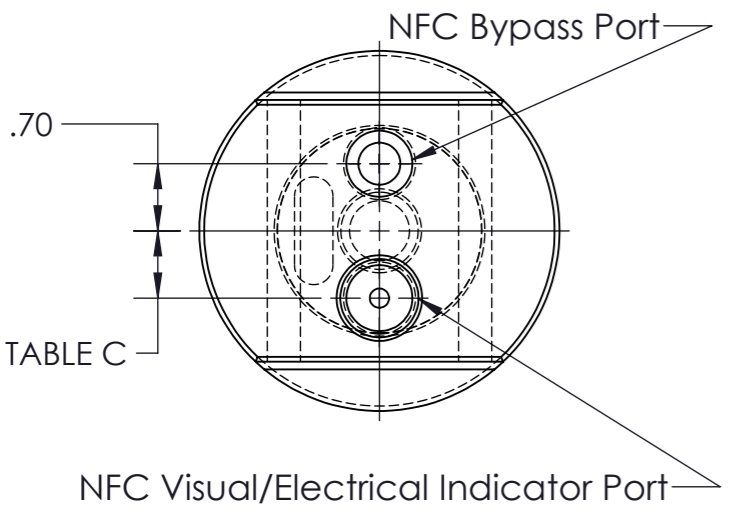 NFC Bypass Port
.70
TABLE C
NFC Visual/Electrical Indicator Port